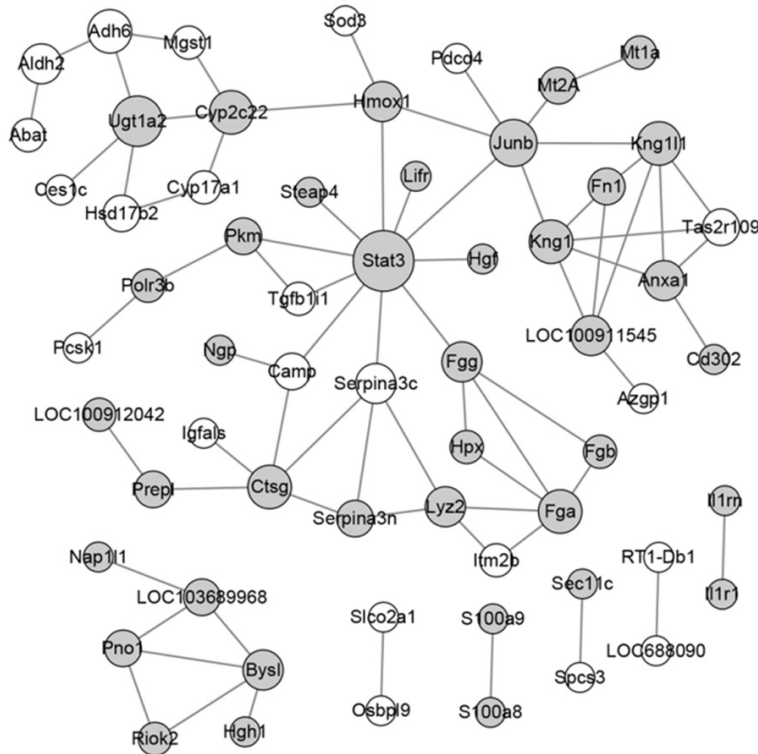 Sod3
Adh6
Mgst1
Pdcd4
Mt1a
Aldh2
Mt2A
Hmox1
Ugt1a2
Cyp2c22
Abat
Junb
Kng1l1
Lifr
Fn1
Ces1c
Cyp17a1
Steap4
Hsd17b2
Tas2r109
Pkm
Kng1
Stat3
Hgf
Polr3b
Anxa1
Tgfb1i1
LOC100911545
Pcsk1
Ngp
Camp
Serpina3c
Fgg
Cd302
Azgp1
LOC100912042
Igfals
Hpx
Fgb
Prepl
Ctsg
Serpina3n
Lyz2
Fga
Il1rn
Nap1l1
Itm2b
RT1-Db1
Sec11c
LOC103689968
Il1r1
Slco2a1
S100a9
Pno1
LOC688090
Bysl
Spcs3
Osbpl9
S100a8
Riok2
Hgh1